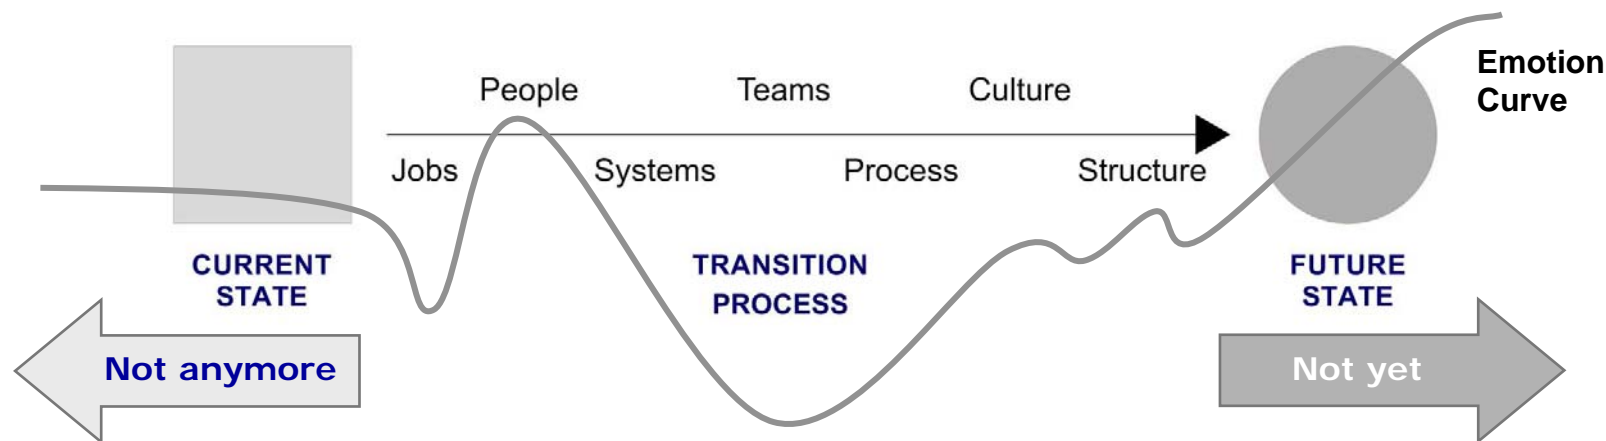 Emotion
Curve
People
Teams
Culture
Jobs
Systems
Process
Structure
CURRENT
STATE
TRANSITION
PROCESS
FUTURE
STATE
Not anymore
Not yet